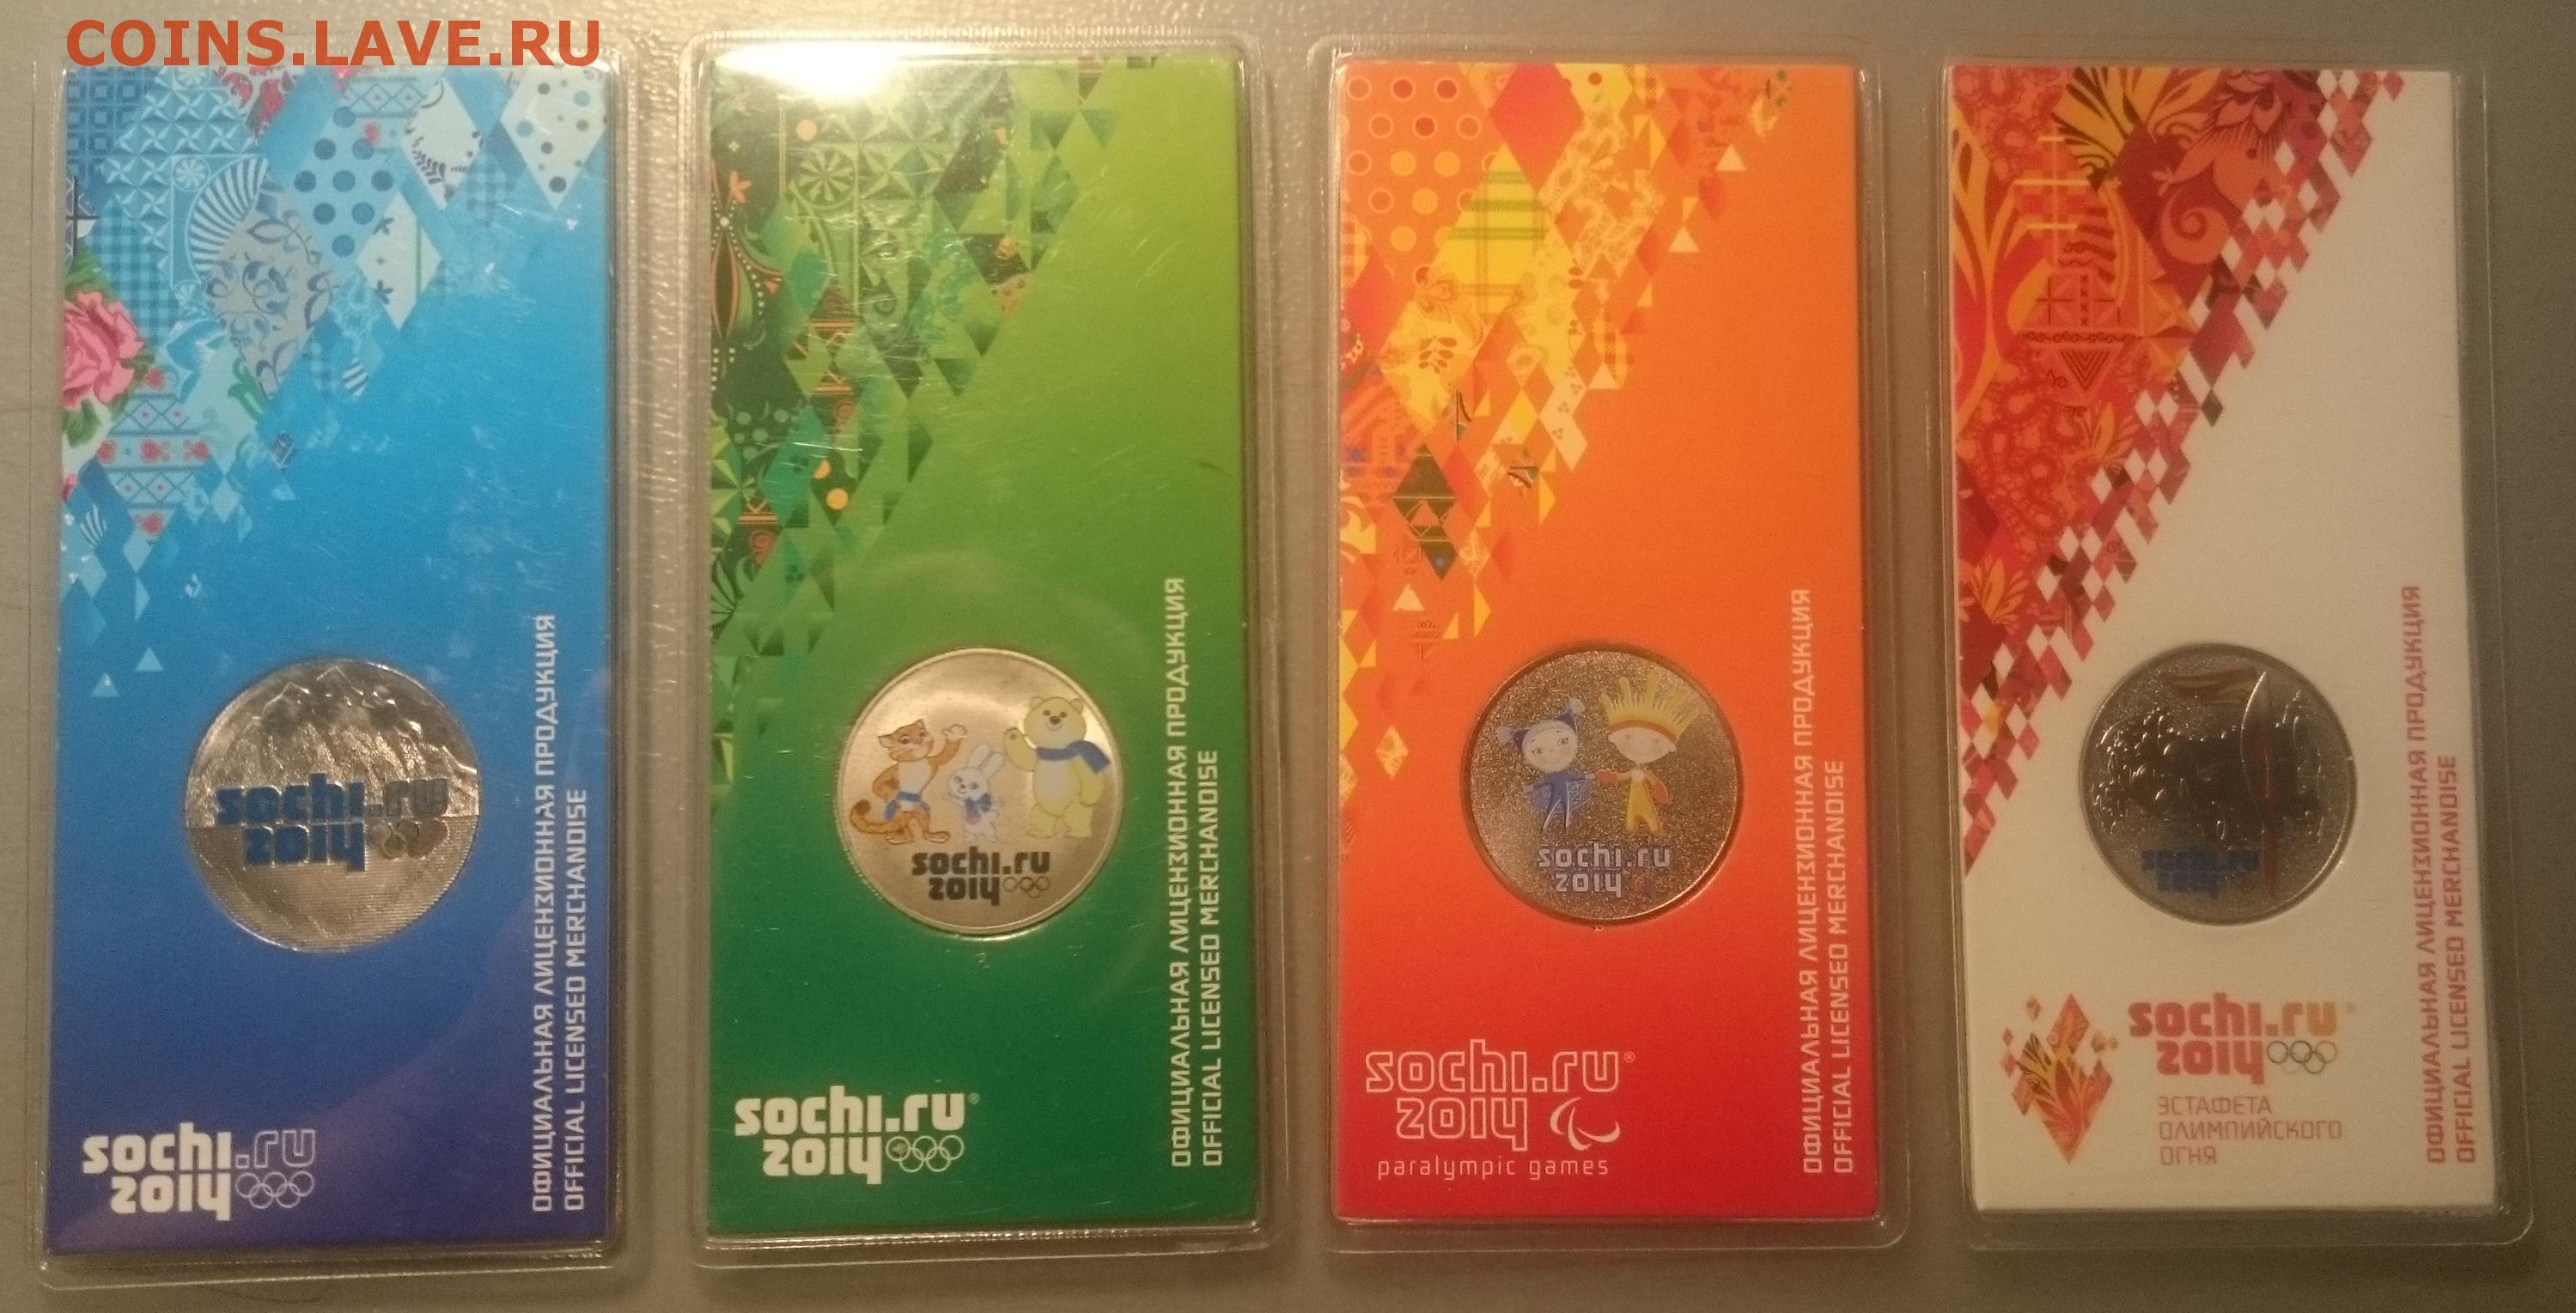 COINS.LAVE.RU
sochi.ru
2014
ОФИЦИАЛЬНАЯ ЛИЦЕНЗИОННАЯ ПРОДУКЦИЯ
OFFICIAL LICENSED MERCHANDISE
sochi.ru
2014
sochi.ru
2014
ОФИЦИАЛЬНАЯ ЛИЦЕНЗИОННАЯ ПРОДУКЦИЯ
OFFICIAL LICENSED MERCHANDISE
sochi.ru®
2014
sochi.ru
2014
ОФИЦИАЛЬНАЯ ЛИЦЕНЗИОННАЯ ПРОДУКЦИЯ
OFFICIAL LICENSED MERCHANDISE
sochi.ru®
2014
paralympic games
sochi.ru
2014
ОФИЦИАЛЬНАЯ ЛИЦЕНЗИОННАЯ ПРОДУКЦИЯ
OFFICIAL LICENSED MERCHANDISE
sochi.ru®
2014
ЭСТАФЕТА
ОЛИМПИЙСКОГО
ОГНЯ